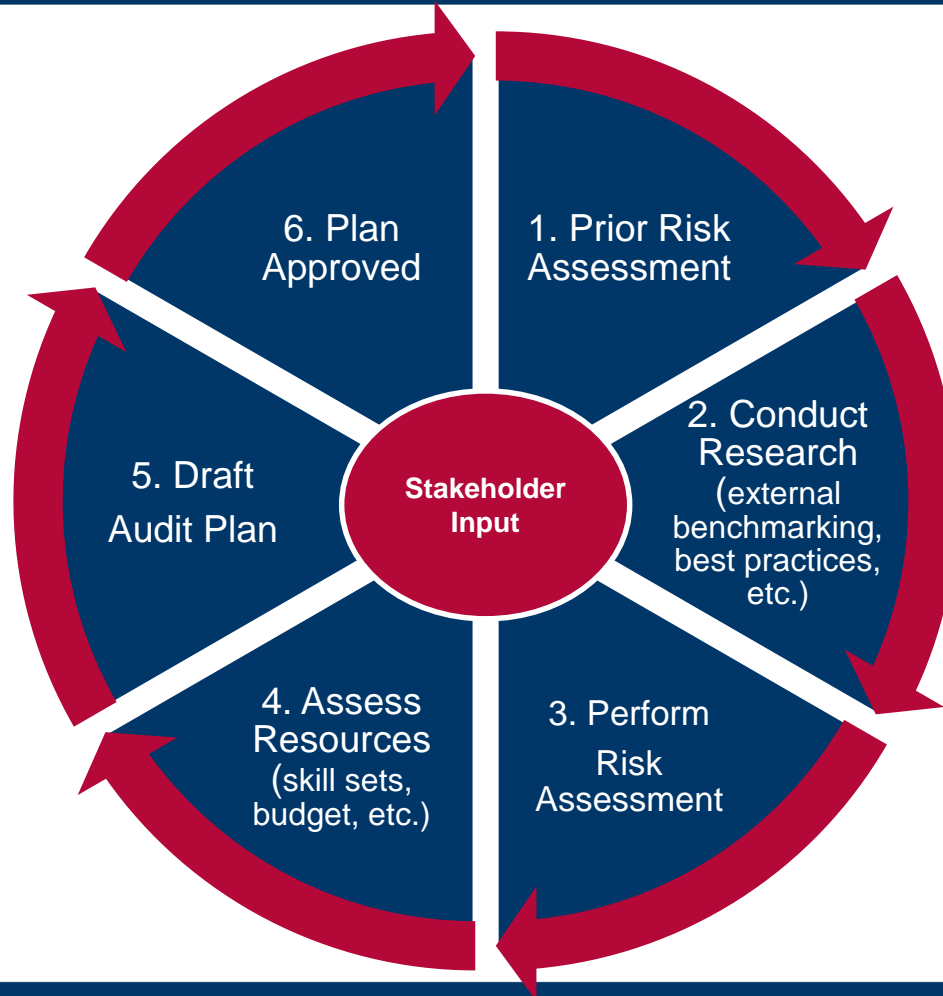 1. Prior Risk
Assessment
2. Conduct
Research
(external
benchmarking,
best practices,
etc.)
3. Perform
Risk
Assessment
4. Assess
Resources
(skill sets,
budget, etc.)
5. Draft
Audit Plan
6. Plan
Approved
Stakeholder
Input